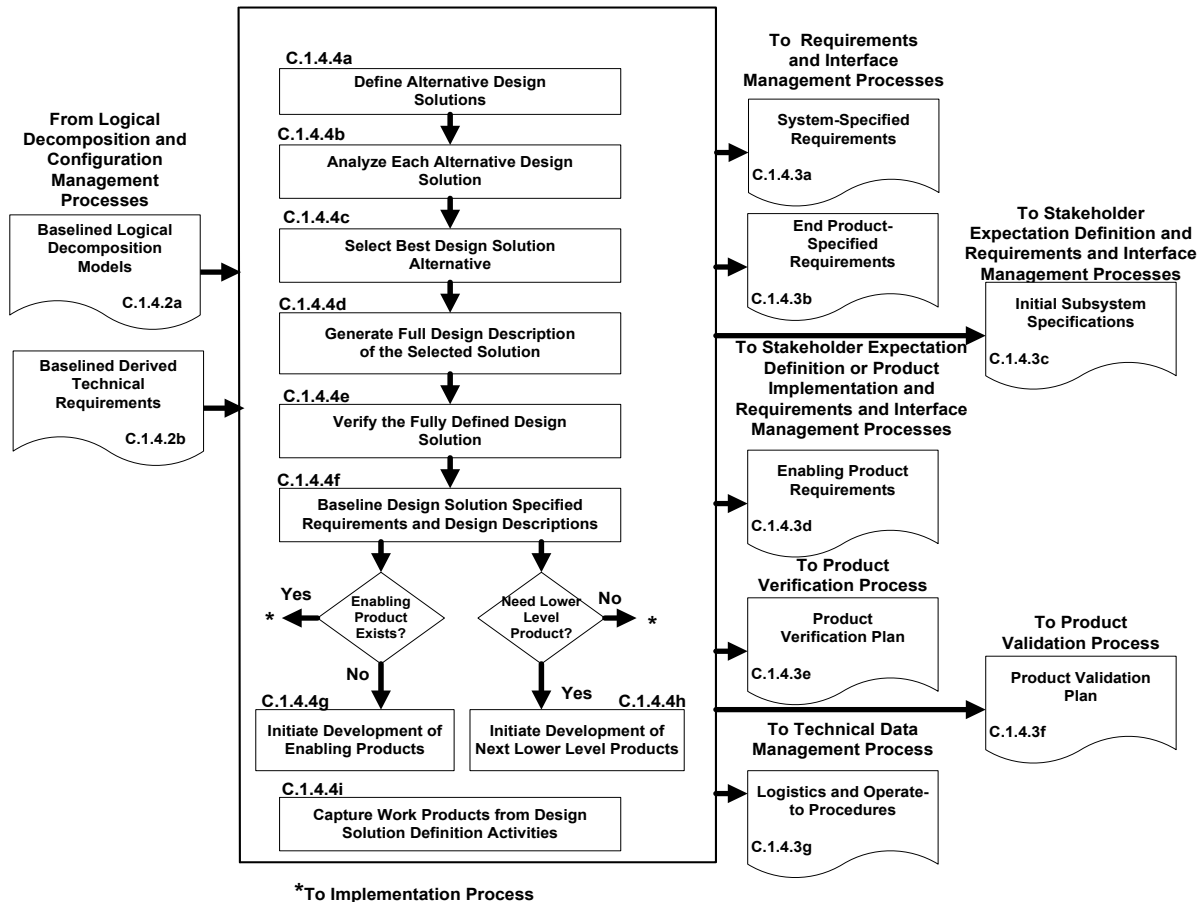 From Logical
Decomposition and
Configuration
Management
Processes
Baselined Logical
Decomposition
Models
C.1.4.2a
Baselined Derived
Technical
Requirements
C.1.4.2b
C.1.4.4a
Define Alternative Design
Solutions
C.1.4.4b
Analyze Each Alternative Design
Solution
C.1.4.4c
Select Best Design Solution
Alternative
C.1.4.4d
Generate Full Design Description
of the Selected Solution
C.1.4.4e
Verify the Fully Defined Design
Solution
C.1.4.4f
Baseline Design Solution Specified
Requirements and Design Descriptions
Yes
*
Enabling
Product
Exists?
No
Need Lower
Level
Product?
No
*
Yes
C.1.4.4g
Initiate Development of
Enabling Products
C.1.4.4h
Initiate Development of
Next Lower Level Products
C.1.4.4i
Capture Work Products from Design
Solution Definition Activities
*To Implementation Process
To Requirements
and Interface
Management Processes
System-Specified
Requirements
C.1.4.3a
End Product-
Specified
Requirements
C.1.4.3b
To Stakeholder
Expectation Definition and
Requirements and Interface
Management Processes
Initial Subsystem
Specifications
C.1.4.3c
To Stakeholder Expectation
Definition or Product
Implementation and
Requirements and Interface
Management Processes
Enabling Product
Requirements
C.1.4.3d
To Product
Verification Process
Product
Verification Plan
C.1.4.3e
To Product
Validation Process
Product Validation
Plan
C.1.4.3f
To Technical Data
Management Process
Logistics and Operate-
to Procedures
C.1.4.3g